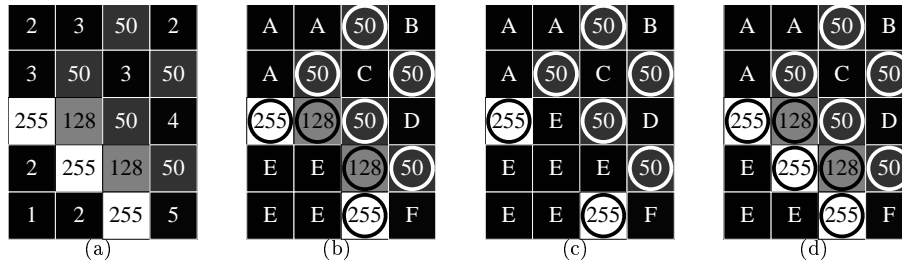 2 3 50 2 A A 50 B A A 50 B A A 50 B
3 50 3 50 A 50 C 50 A 50 C 50 A 50 C 50
255 128 50 4 255 128 50 D 255 E 50 D 255 128 50 D
2 255 128 50 E E 128 50 E E E 50 E 255 128 50
1 2 255 5 E E 255 F E E 255 F E E 255 F
(a) (b) (c) (d)